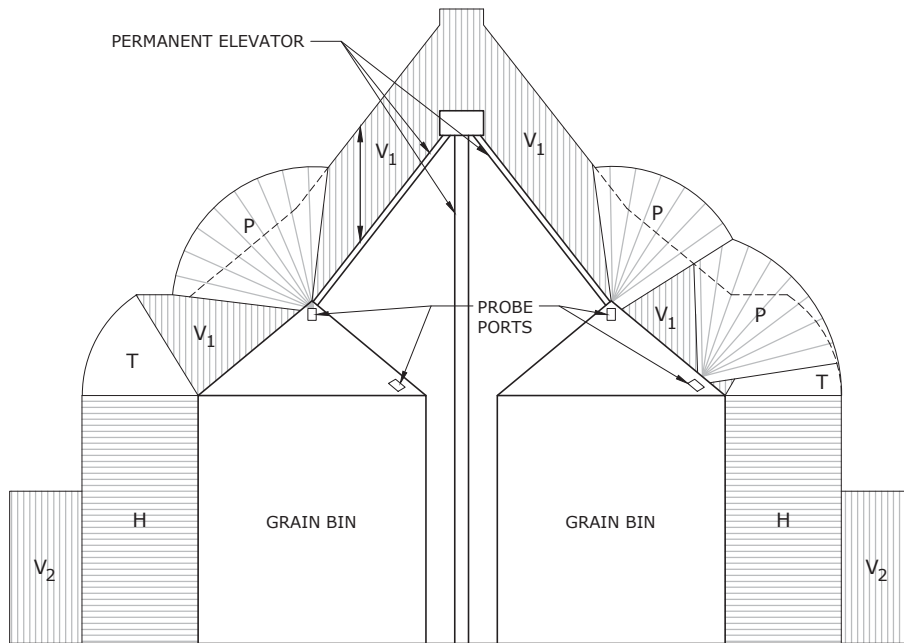 PERMANENT ELEVATOR
V1
V1
P
P
V1
PROBE
PORTS
V1
P
T
T
H
GRAIN BIN
GRAIN BIN
H
V2
V2